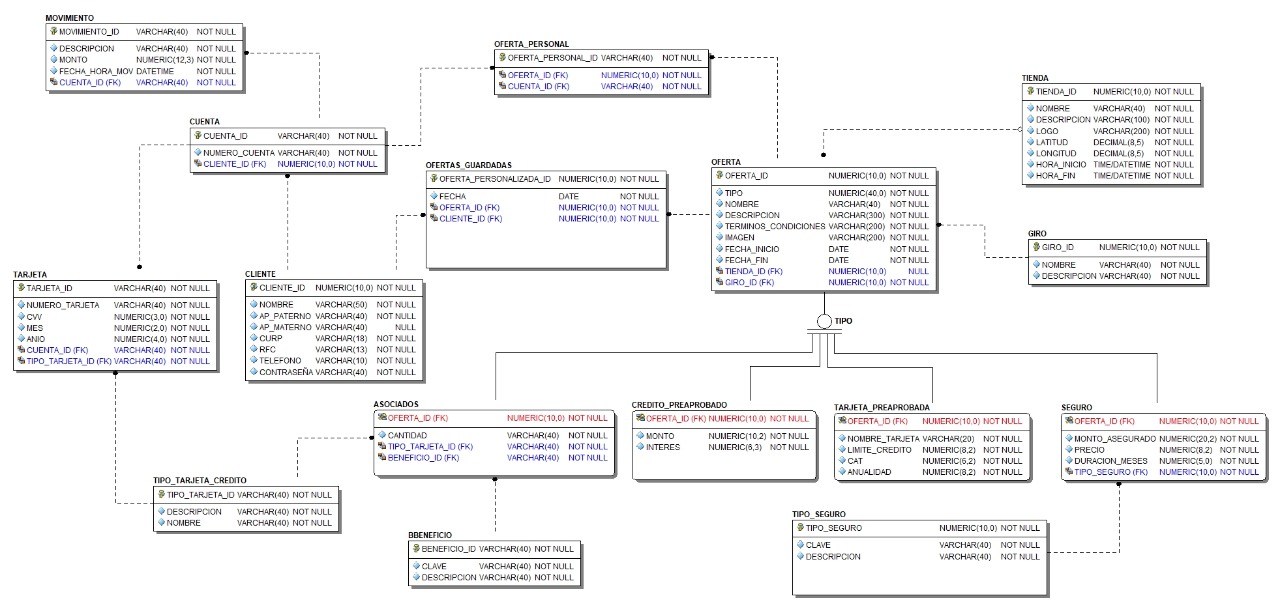 MOVIMIENTO
MOVIMIENTO_ID VARCHAR(40) NOT NULL
DESCRIPCION VARCHAR(40) NOT NULL
MONTO NUMERIC(12,3) NOT NULL
FECHA_HORA_MOV DATETIME NOT NULL
CUENTA_ID (FK) VARCHAR(40) NOT NULL
OFERTA_PERSONAL
OFERTA_PERSONAL_ID VARCHAR(40) NOT NULL
OFERTA_ID (FK) NUMERIC(10,0) NOT NULL
CUENTA_ID (FK) VARCHAR(40) NOT NULL
TIENDA
TIENDA_ID NUMERIC(10,0) NOT NULL
NOMBRE VARCHAR(40) NOT NULL
DESCRIPCION VARCHAR(100) NOT NULL
LOGO VARCHAR(200) NOT NULL
LATITUD DECIMAL(8,5) NOT NULL
LONGITUD DECIMAL(8,5) NOT NULL
HORA_INICIO TIME/DATETIME NOT NULL
HORA_FIN TIME/DATETIME NOT NULL
CUENTA
CUENTA_ID VARCHAR(40) NOT NULL
NUMERO_CUENTA VARCHAR(40) NOT NULL
CLIENTE_ID (FK) NUMERIC(10,0) NOT NULL
OFERTAS_GUARDADAS
OFERTA_PERSONALIZADA_ID NUMERIC(10,0) NOT NULL
FECHA DATE NOT NULL
OFERTA_ID (FK) NUMERIC(10,0) NOT NULL
CLIENTE_ID (FK) NUMERIC(10,0) NOT NULL
OFERTA
OFERTA_ID NUMERIC(10,0) NOT NULL
TIPO NUMERIC(40,0) NOT NULL
NOMBRE VARCHAR(40) NOT NULL
DESCRIPCION VARCHAR(300) NOT NULL
TERMINOS_CONDICIONES VARCHAR(200) NOT NULL
IMAGEN VARCHAR(200) NOT NULL
FECHA_INICIO DATE NOT NULL
FECHA_FIN DATE NOT NULL
TIENDA_ID (FK) NUMERIC(10,0) NULL
GIRO_ID (FK) NUMERIC(10,0) NOT NULL
GIRO
GIRO_ID NUMERIC(10,0) NOT NULL
NOMBRE VARCHAR(40) NOT NULL
DESCRIPCION VARCHAR(40) NOT NULL
TARJETA
TARJETA_ID VARCHAR(40) NOT NULL
NUMERO_TARJETA VARCHAR(40) NOT NULL
CVV NUMERIC(3,0) NOT NULL
MES NUMERIC(2,0) NOT NULL
ANIO NUMERIC(4,0) NOT NULL
CUENTA_ID (FK) VARCHAR(40) NOT NULL
TIPO_TARJETA_ID (FK) VARCHAR(40) NOT NULL
CLIENTE
CLIENTE_ID NUMERIC(10,0) NOT NULL
NOMBRE VARCHAR(50) NOT NULL
AP_PATERNO VARCHAR(40) NOT NULL
AP_MATERNO VARCHAR(40) NULL
CURP VARCHAR(18) NOT NULL
RFC VARCHAR(13) NOT NULL
TELEFONO VARCHAR(10) NOT NULL
CONTRASEÑA VARCHAR(40) NOT NULL
TIPO
ASOCIADOS
OFERTA_ID (FK) NUMERIC(10,0) NOT NULL
CANTIDAD VARCHAR(40) NOT NULL
TIPO_TARJETA_ID (FK) VARCHAR(40) NOT NULL
BENEFICIO_ID (FK) VARCHAR(40) NOT NULL
CREDITO_PREAPROBADO
OFERTA_ID (FK) NUMERIC(10,0) NOT NULL
MONTO NUMERIC(10,2) NOT NULL
INTERES NUMERIC(6,3) NOT NULL
TARJETA_PREAPROBADA
OFERTA_ID (FK) NUMERIC(10,0) NOT NULL
NOMBRE_TARJETA VARCHAR(20) NOT NULL
LIMITE_CREDITO NUMERIC(8,2) NOT NULL
CAT NUMERIC(6,2) NOT NULL
ANUALIDAD NUMERIC(8,2) NOT NULL
SEGURO
OFERTA_ID (FK) NUMERIC(10,0) NOT NULL
MONTO_ASEGURADO NUMERIC(20,2) NOT NULL
PRECIO NUMERIC(8,2) NOT NULL
DURACION_MESES NUMERIC(5,0) NOT NULL
TIPO_SEGURO (FK) NUMERIC(10,0) NOT NULL
TIPO_TARJETA_CREDITO
TIPO_TARJETA_ID VARCHAR(40) NOT NULL
DESCRIPCION VARCHAR(40) NOT NULL
NOMBRE VARCHAR(40) NOT NULL
BBENEFICIO
BENEFICIO_ID VARCHAR(40) NOT NULL
CLAVE VARCHAR(40) NOT NULL
DESCRIPCION VARCHAR(40) NOT NULL
TIPO_SEGURO
TIPO_SEGURO NUMERIC(10,0) NOT NULL
CLAVE VARCHAR(40) NOT NULL
DESCRIPCION VARCHAR(40) NOT NULL